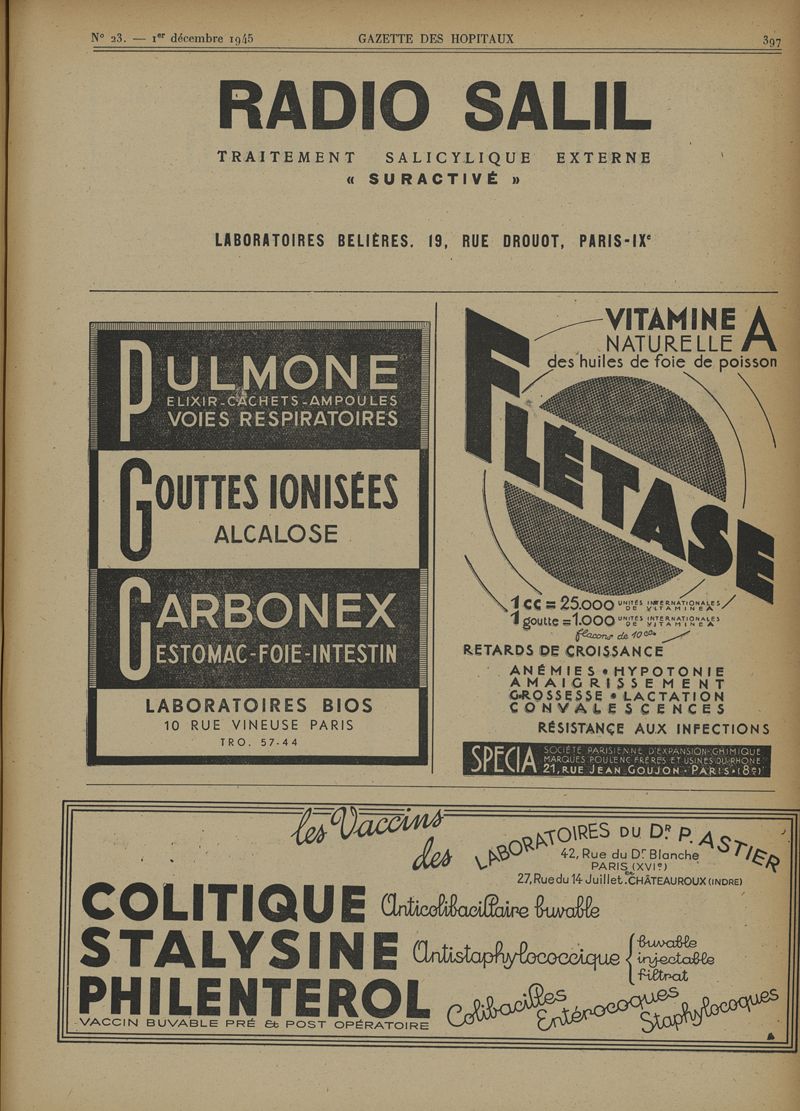 N° 23. — 1er décembre 1945 GAZETTE DES HOPITAUX 397
RADIO SALIL
TRAITEMENT SALICYLIQUE EXTERNE
« SURACTIVÉ »
LABORATOIRES BELIÈRES. 19, RUE DROUOT, PARIS-IXe
PULMONE
ELIXIR-CACHETS-AMPOULES
VOIES RESPIRATOIRES
GOUTTES IONISÉES
ALCALOSE
CARBONEX
ESTOMAC-FOIE-INTESTIN
LABORATOIRES BIOS
10 RUE VINEUSE PARIS
TRO. 57-44
VITAMINE A
NATURELLE
des huiles de foie de poisson
FLÉTASE
1 cc = 25.000 UNITÉS INTERNATIONALES DE VITAMINE A
1 goutte = 1.000 UNITÉS INTERNATIONALES DE VITAMINE A
flacons de 10 cc
RETARDS DE CROISSANCE
ANÉMIES • HYPOTONIE
AMAIGRISSEMENT
GROSSESSE • LACTATION
CONVALESCENCES
RÉSISTANCE AUX INFECTIONS
SPECIA
SOCIÉTÉ PARISIENNE D'EXPANSION CHIMIQUE
MARQUES POULENC FRÈRES ET USINES DU RHONE
21, RUE JEAN GOUJON • PARIS • (8e)
les Vaccins
des LABORATOIRES DU Dr P. ASTIER
42, Rue du Dr Blanche
PARIS (XVIe)
et
27, Rue du 14 Juillet. CHÂTEAUROUX (INDRE)
COLITIQUE Anticolibacillaire buvable
STALYSINE Antistaphylococcique { buvable
injectable
filtrat
PHILENTEROL Colibacilles Entérocoques Staphylocoques
VACCIN BUVABLE PRÉ & POST OPÉRATOIRE